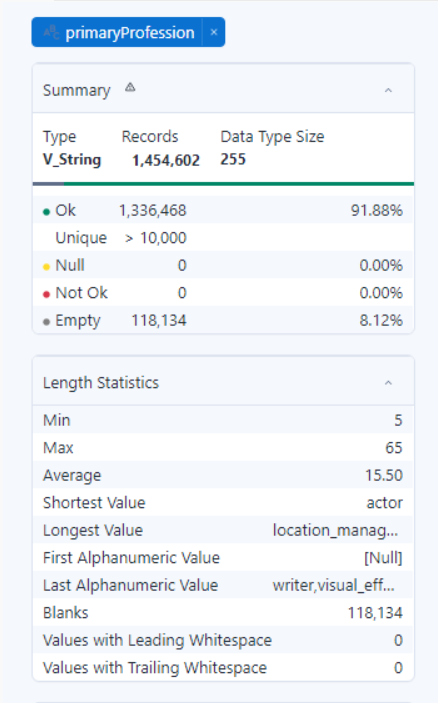 ABC primaryProfession ×
Summary
Type Records Data Type Size
V_String 1,454,602 255
Ok 1,336,468 91.88%
Unique > 10,000
Null 0 0.00%
Not Ok 0 0.00%
Empty 118,134 8.12%
Length Statistics
Min 5
Max 65
Average 15.50
Shortest Value actor
Longest Value location_manag...
First Alphanumeric Value [Null]
Last Alphanumeric Value writer,visual_eff...
Blanks 118,134
Values with Leading Whitespace 0
Values with Trailing Whitespace 0